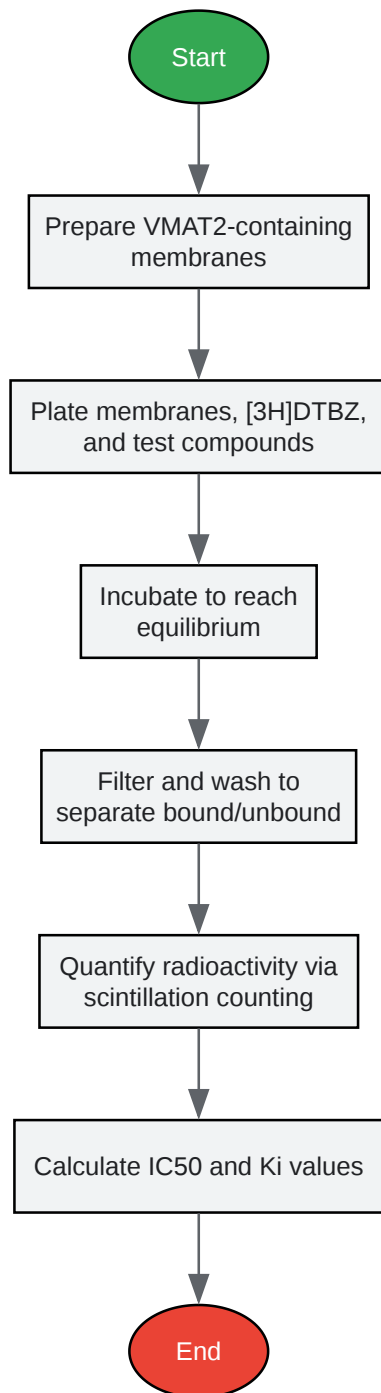 Start
Prepare VMAT2-containing
membranes
Plate membranes, [3H]DTBZ,
and test compounds
Incubate to reach
equilibrium
Filter and wash to
separate bound/unbound
Quantify radioactivity via
scintillation counting
Calculate IC50 and Ki values
End